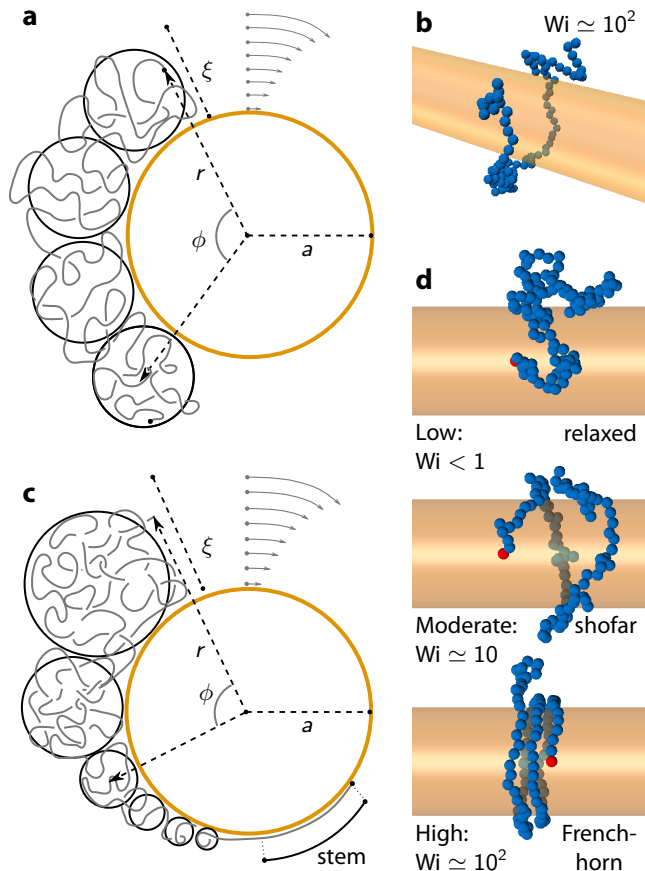 a
ξ
r
ϕ
a
b
Wi ≃ 10²
c
ξ
r
ϕ
a
stem
d
Low: relaxed
Wi < 1
Moderate: shofar
Wi ≃ 10
High: French-
Wi ≃ 10² horn